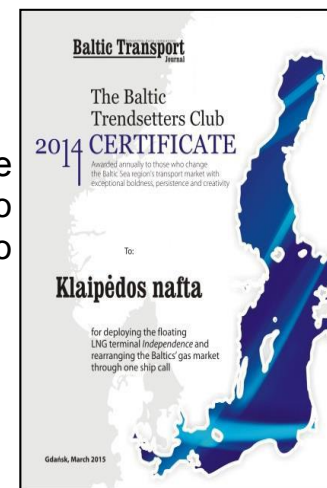 e
o
o
Baltic Transport
Journal
The Baltic
Trendsetters Club
2014 CERTIFICATE
Awarded annually to those who change
the Baltic Sea region's transport market with
exceptional boldness, persistence and creativity
To:
Klaipėdos nafta
for deploying the floating
LNG terminal Independence and
rearranging the Baltics' gas market
through one ship call
Gdańsk, March 2015